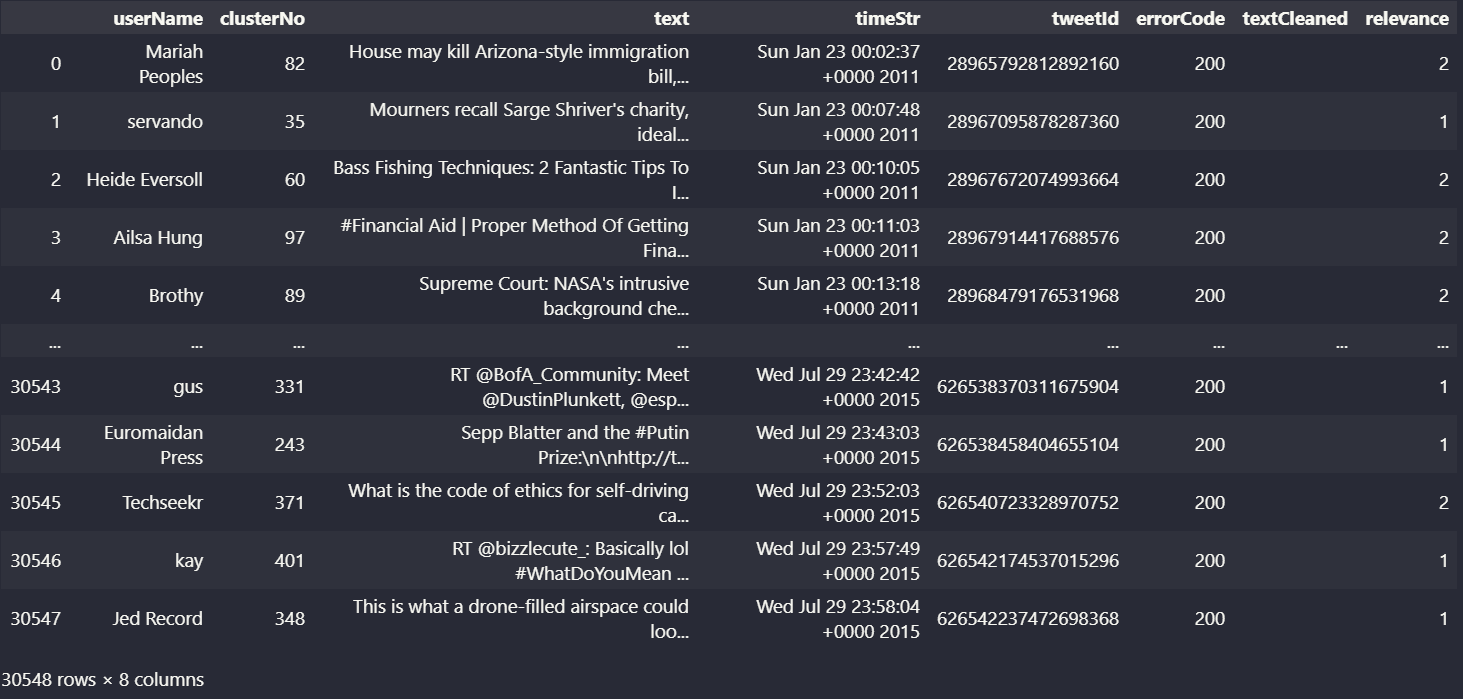 userName clusterNo text timeStr tweetId errorCode textCleaned relevance
0 Mariah Peoples 82 House may kill Arizona-style immigration bill,... Sun Jan 23 00:02:37 +0000 2011 28965792812892160 200 2
1 servando 35 Mourners recall Sarge Shriver's charity, ideal... Sun Jan 23 00:07:48 +0000 2011 28967095878287360 200 1
2 Heide Eversoll 60 Bass Fishing Techniques: 2 Fantastic Tips To I... Sun Jan 23 00:10:05 +0000 2011 28967672074993664 200 2
3 Ailsa Hung 97 #Financial Aid | Proper Method Of Getting Fina... Sun Jan 23 00:11:03 +0000 2011 28967914417688576 200 2
4 Brothy 89 Supreme Court: NASA's intrusive background che... Sun Jan 23 00:13:18 +0000 2011 28968479176531968 200 2
... ... ... ... ... ... ... ... ...
30543 gus 331 RT @BofA_Community: Meet @DustinPlunkett, @esp... Wed Jul 29 23:42:42 +0000 2015 626538370311675904 200 1
30544 Euromaidan Press 243 Sepp Blatter and the #Putin Prize:\n\nhttp://t... Wed Jul 29 23:43:03 +0000 2015 626538458404655104 200 1
30545 Techseekr 371 What is the code of ethics for self-driving ca... Wed Jul 29 23:52:03 +0000 2015 626540723328970752 200 2
30546 kay 401 RT @bizzlecute_: Basically lol #WhatDoYouMean ... Wed Jul 29 23:57:49 +0000 2015 626542174537015296 200 1
30547 Jed Record 348 This is what a drone-filled airspace could loo... Wed Jul 29 23:58:04 +0000 2015 626542237472698368 200 1
30548 rows × 8 columns